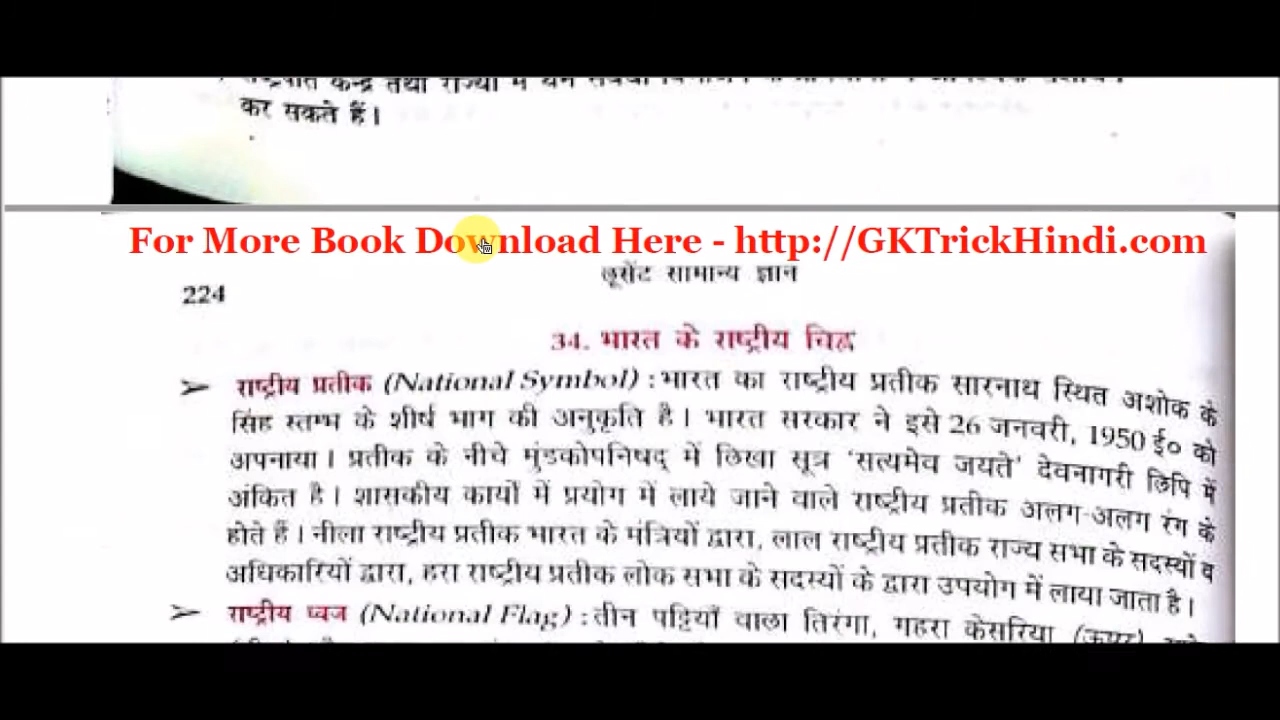 कर सकते हैं।
For More Book Download Here - http://GKTrickHindi.com
लूसेंट सामान्य ज्ञान
224
34. भारत के राष्ट्रीय चिह्न
➢ राष्ट्रीय प्रतीक (National Symbol) : भारत का राष्ट्रीय प्रतीक सारनाथ स्थित अशोक के
सिंह स्तम्भ के शीर्ष भाग की अनुकृति है। भारत सरकार ने इसे 26 जनवरी, 1950 ई० को
अपनाया। प्रतीक के नीचे मुंडकोपनिषद् में लिखा सूत्र ‘सत्यमेव जयते’ देवनागरी लिपि में
अंकित है। शासकीय कार्यों में प्रयोग में लाये जाने वाले राष्ट्रीय प्रतीक अलग-अलग रंग के
होते हैं। नीला राष्ट्रीय प्रतीक भारत के मंत्रियों द्वारा, लाल राष्ट्रीय प्रतीक राज्य सभा के सदस्यों व
अधिकारियों द्वारा, हरा राष्ट्रीय प्रतीक लोक सभा के सदस्यों के द्वारा उपयोग में लाया जाता है।
➢ राष्ट्रीय ध्वज (National Flag) : तीन पट्टियाँ वाला तिरंगा, गहरा केसरिया (ऊपर)